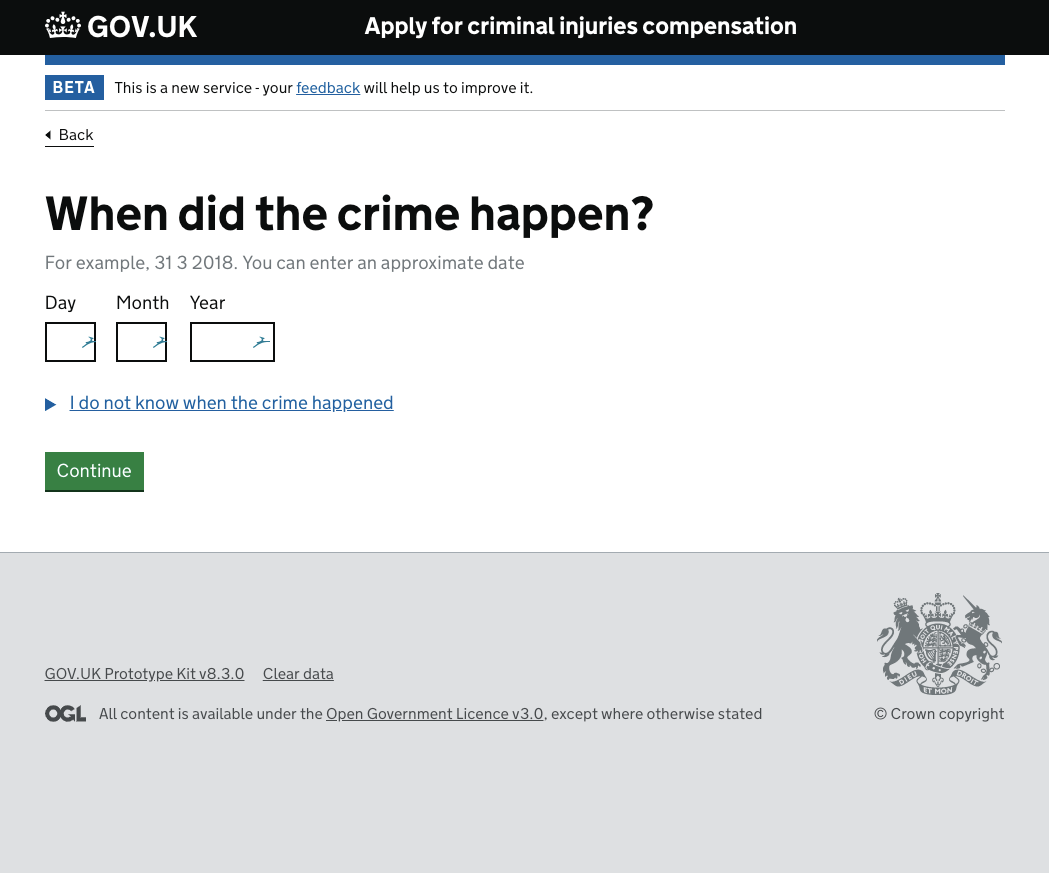 GOV.UK Apply for criminal injuries compensation
BETA This is a new service - your feedback will help us to improve it.
Back
When did the crime happen?
For example, 31 3 2018. You can enter an approximate date
Day Month Year
I do not know when the crime happened
Continue
GOV.UK Prototype Kit v8.3.0 Clear data
OGL All content is available under the Open Government Licence v3.0, except where otherwise stated
© Crown copyright